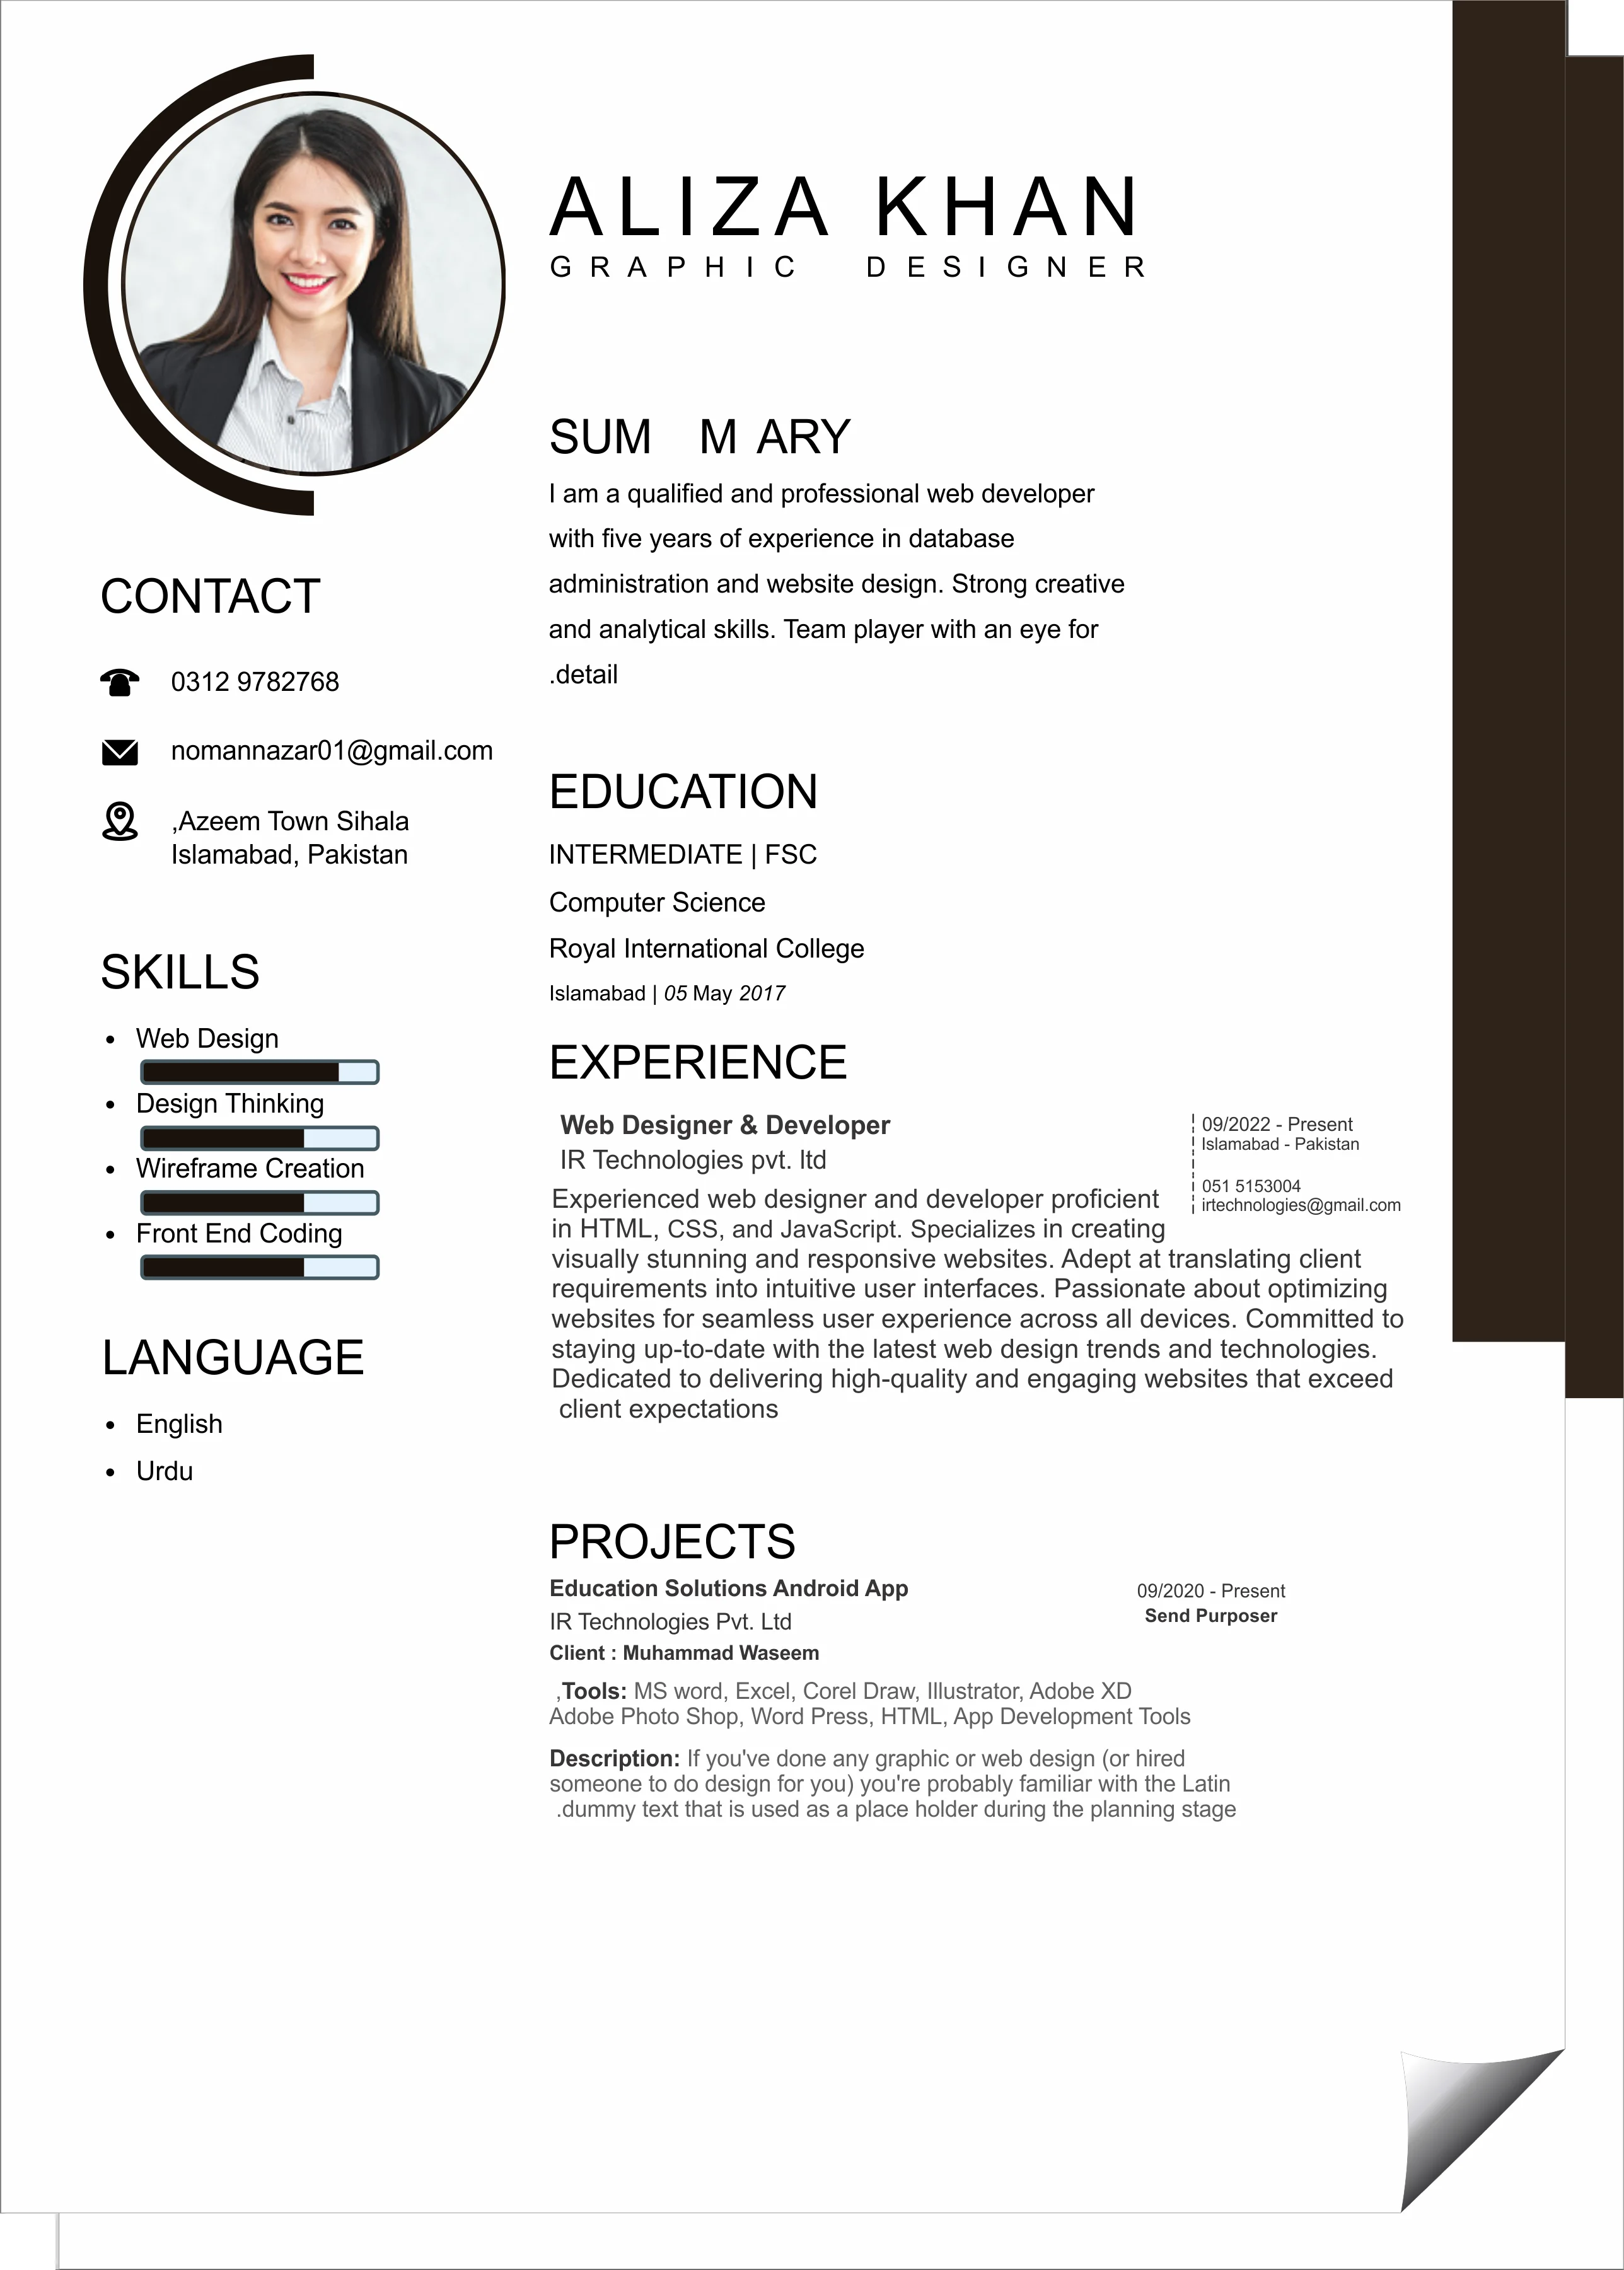 ALIZA KHAN
GRAPHIC DESIGNER
CONTACT
0312 9782768
nomannazar01@gmail.com
,Azeem Town Sihala
Islamabad, Pakistan
SKILLS
• Web Design
• Design Thinking
• Wireframe Creation
• Front End Coding
LANGUAGE
• English
• Urdu
SUM M ARY
I am a qualified and professional web developer
with five years of experience in database
administration and website design. Strong creative
and analytical skills. Team player with an eye for
.detail
EDUCATION
INTERMEDIATE | FSC
Computer Science
Royal International College
Islamabad | 05 May 2017
EXPERIENCE
Web Designer & Developer
IR Technologies pvt. ltd
09/2022 - Present
Islamabad - Pakistan
051 5153004
irtechnologies@gmail.com
Experienced web designer and developer proficient
in HTML, CSS, and JavaScript. Specializes in creating
visually stunning and responsive websites. Adept at translating client
requirements into intuitive user interfaces. Passionate about optimizing
websites for seamless user experience across all devices. Committed to
staying up-to-date with the latest web design trends and technologies.
Dedicated to delivering high-quality and engaging websites that exceed
client expectations
PROJECTS
Education Solutions Android App
IR Technologies Pvt. Ltd
Client : Muhammad Waseem
09/2020 - Present
Send Purposer
,Tools: MS word, Excel, Corel Draw, Illustrator, Adobe XD
Adobe Photo Shop, Word Press, HTML, App Development Tools
Description: If you've done any graphic or web design (or hired
someone to do design for you) you're probably familiar with the Latin
.dummy text that is used as a place holder during the planning stage